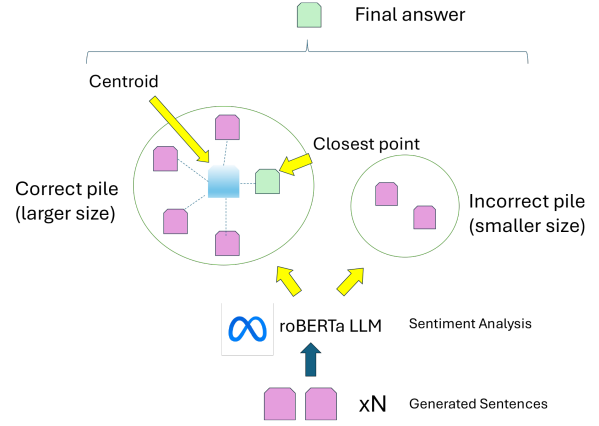 Final answer
Centroid
Closest point
Correct pile
(larger size)
Incorrect pile
(smaller size)
roBERTa LLM
Sentiment Analysis
xN
Generated Sentences